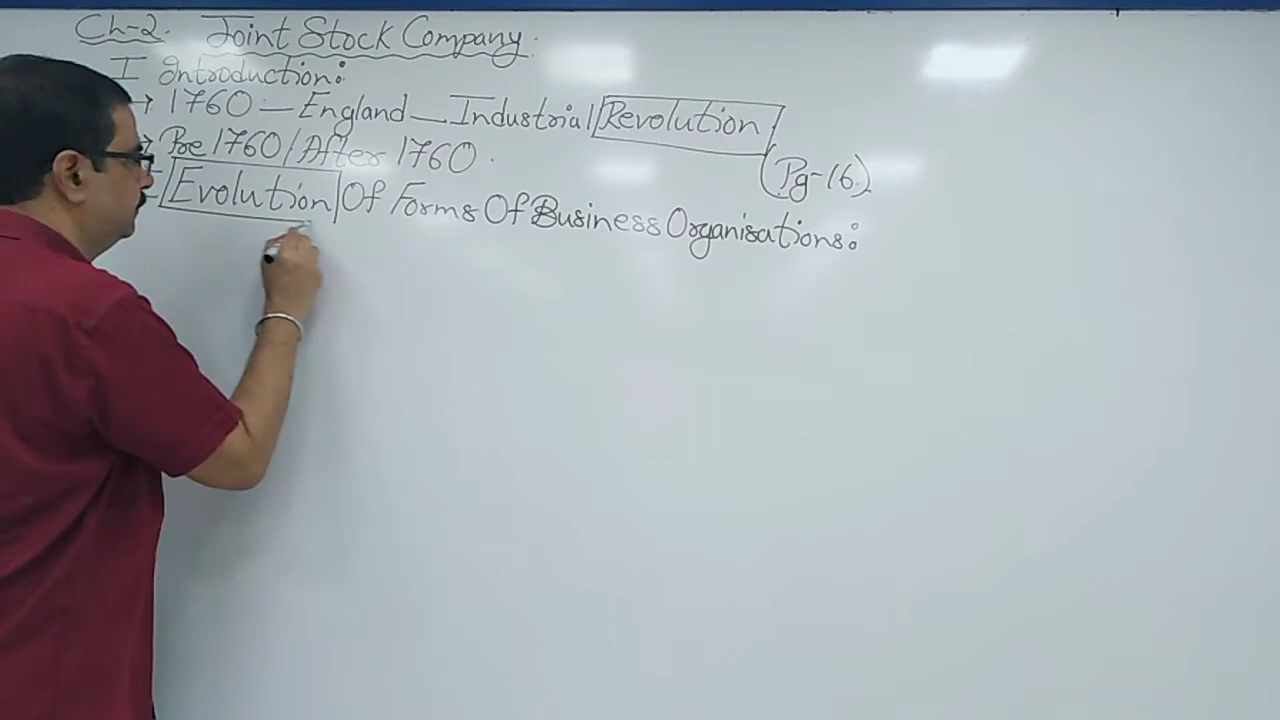 Ch-2. Joint Stock Company.
I Introduction:
→ 1760 — England — Industrial Revolution
→ Pre 1760 / After 1760.
(Pg-16)
Evolution Of Forms Of Business Organisations: